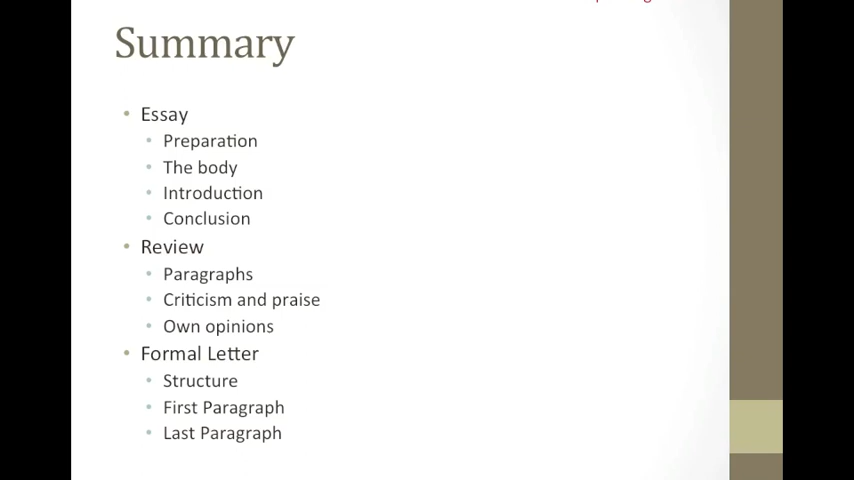 Summary
Essay
Preparation
The body
Introduction
Conclusion
Review
Paragraphs
Criticism and praise
Own opinions
Formal Letter
Structure
First Paragraph
Last Paragraph